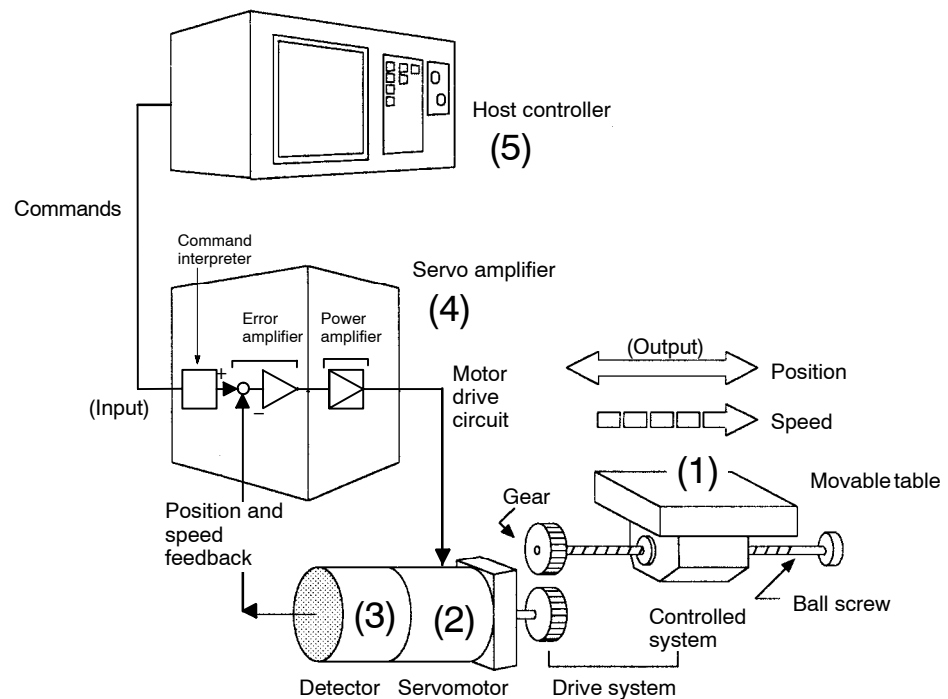 Host controller
(5)
Commands
Command
interpreter
Servo amplifier
(4)
Error
amplifier
Power
amplifier
+
−
(Input)
Motor
drive
circuit
(Output)
Position
Speed
(1)
Movable table
Gear
Position and
speed
feedback
(3)
(2)
Ball screw
Controlled
system
Detector
Servomotor
Drive system